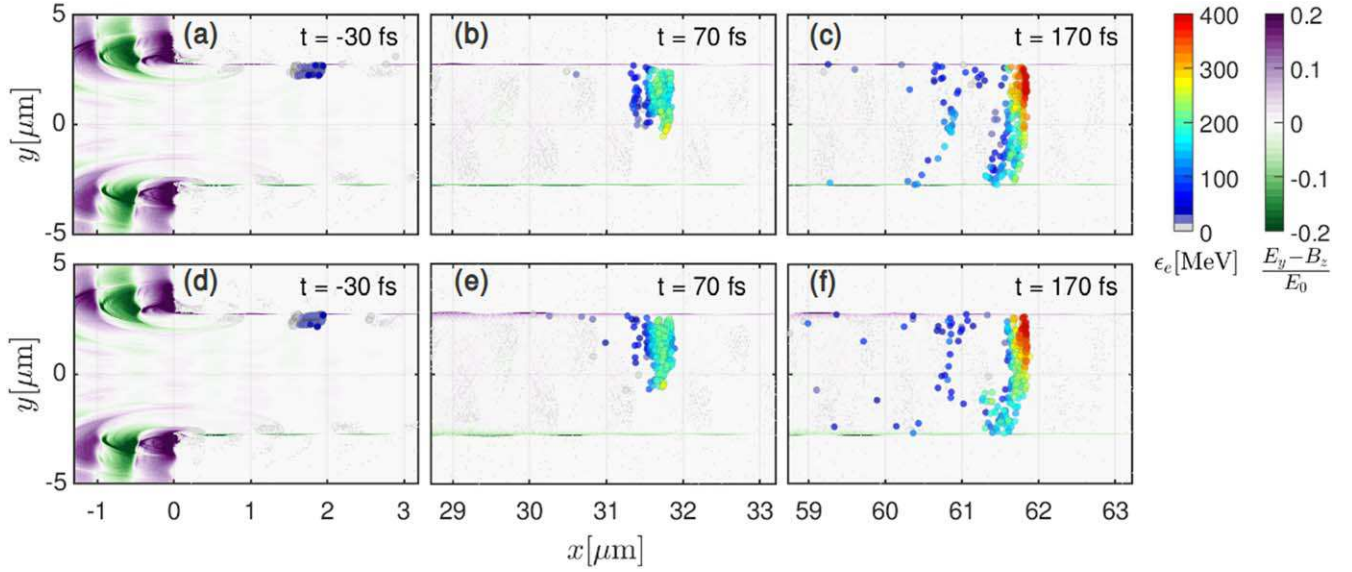 5
0
-5
y[μm]
(a)
t = -30 fs
(b)
t = 70 fs
(c)
t = 170 fs
400
300
200
100
0
ϵₑ[MeV]
0.2
0.1
0
-0.1
-0.2
E_y−B_z
E₀
5
0
-5
y[μm]
(d)
t = -30 fs
(e)
t = 70 fs
(f)
t = 170 fs
-1 0 1 2 3
29 30 31 32 33
59 60 61 62 63
x[μm]